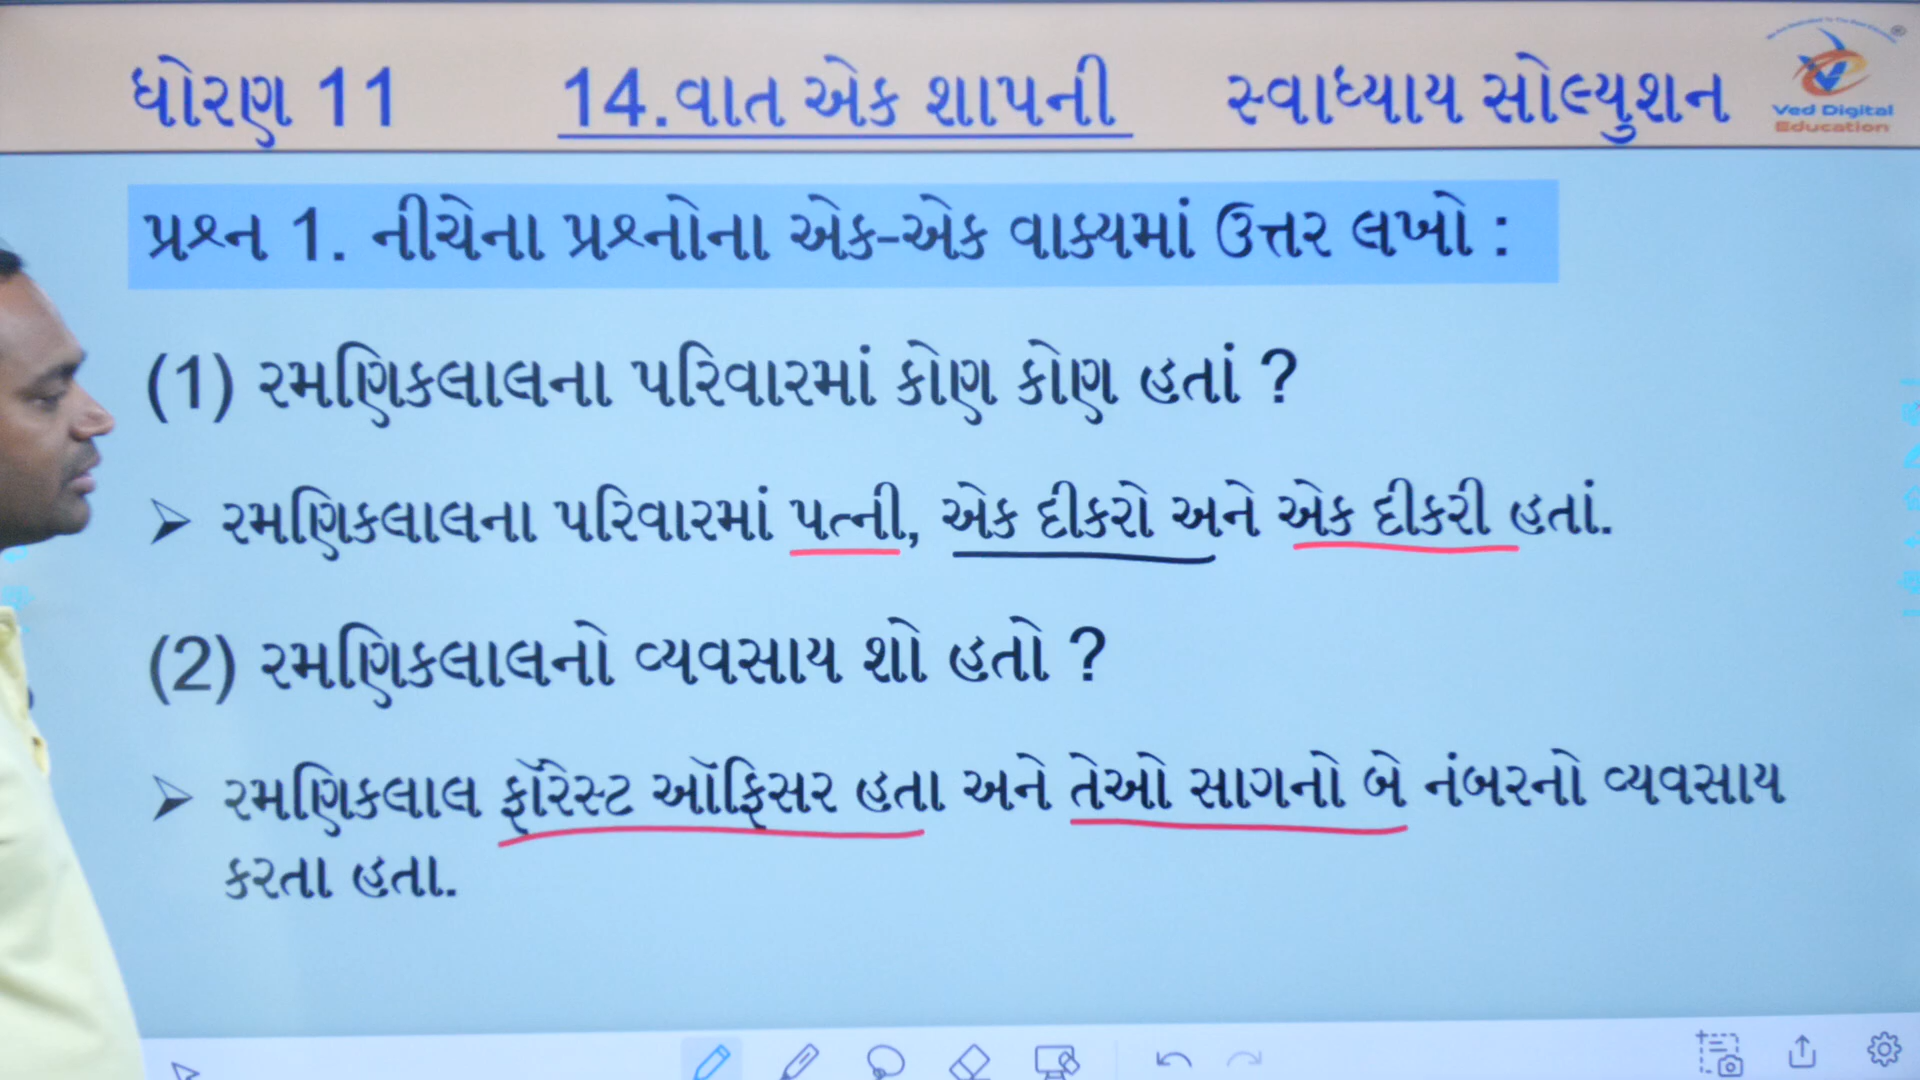 ધોરણ 11 14.વાત એક શાપની સ્વાધ્યાય સોલ્યુશન
Ved Digital
Education
પ્રશ્ન 1. નીચેના પ્રશ્નોના એક-એક વાક્યમાં ઉત્તર લખો :
(1) રમણિકલાલના પરિવારમાં કોણ કોણ હતાં ?
➢ રમણિકલાલના પરિવારમાં પત્ની, એક દીકરો અને એક દીકરી હતાં.
(2) રમણિકલાલનો વ્યવસાય શો હતો ?
➢ રમણિકલાલ ફૉરેસ્ટ ઑફિસર હતા અને તેઓ સાગનો બે નંબરનો વ્યવસાય
કરતા હતા.